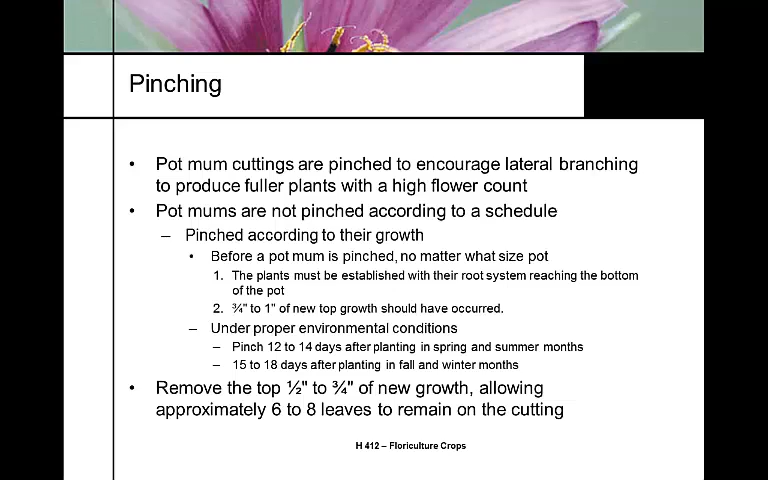 Pinching
• Pot mum cuttings are pinched to encourage lateral branching
to produce fuller plants with a high flower count
• Pot mums are not pinched according to a schedule
– Pinched according to their growth
• Before a pot mum is pinched, no matter what size pot
1. The plants must be established with their root system reaching the bottom
of the pot
2. ¾" to 1" of new top growth should have occurred.
– Under proper environmental conditions
– Pinch 12 to 14 days after planting in spring and summer months
– 15 to 18 days after planting in fall and winter months
• Remove the top ½" to ¾" of new growth, allowing
approximately 6 to 8 leaves to remain on the cutting
H 412 – Floriculture Crops